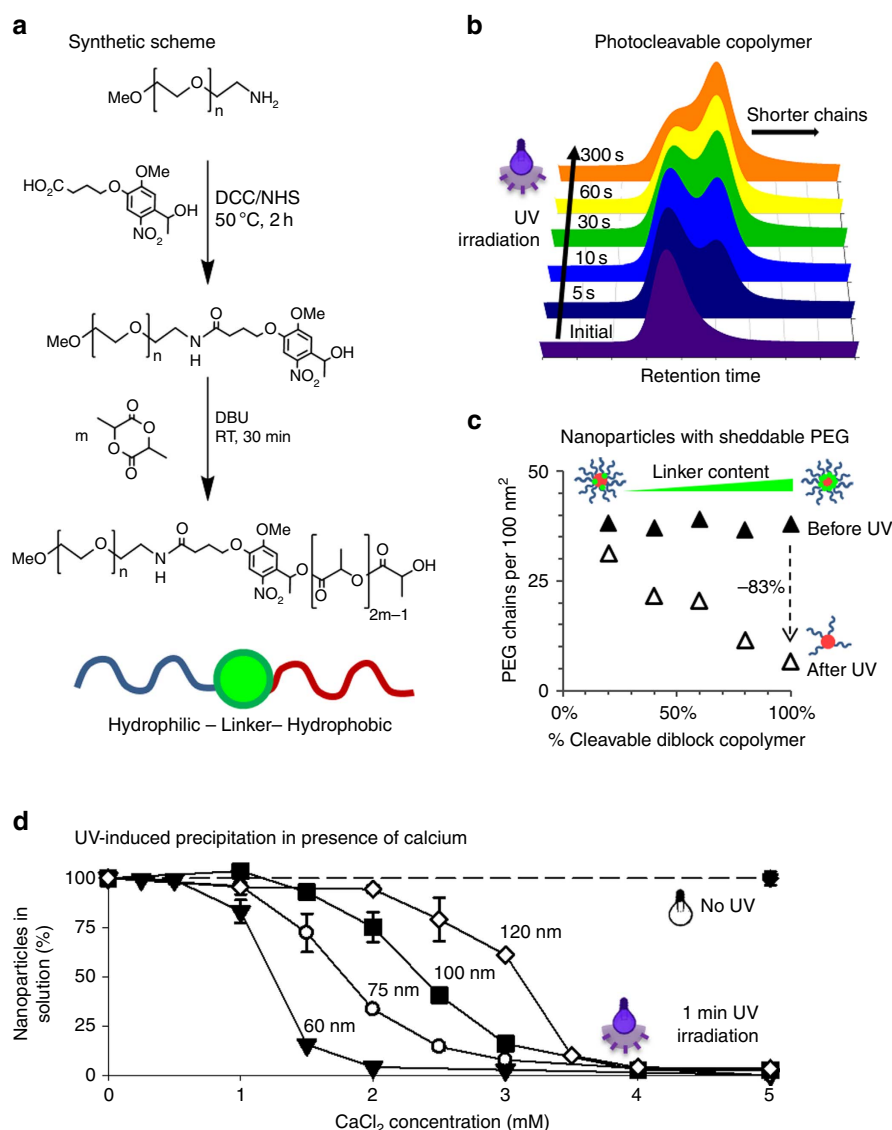 a
Synthetic scheme
MeO
O
n
NH2
HO2C
O
OMe
OH
NO2
DCC/NHS
50 °C, 2 h
MeO
O
n
N
H
O
O
OMe
OH
NO2
m
O
O
O
O
DBU
RT, 30 min
MeO
O
n
N
H
O
O
OMe
NO2
O
O
O
2m–1
O
OH
Hydrophilic – Linker– Hydrophobic
b
Photocleavable copolymer
Shorter chains
UV
irradiation
300 s
60 s
30 s
10 s
5 s
Initial
Retention time
c
Nanoparticles with sheddable PEG
PEG chains per 100 nm2
50
25
0
Linker content
Before UV
–83%
After UV
0%
50%
100%
% Cleavable diblock copolymer
d
UV-induced precipitation in presence of calcium
Nanoparticles in
solution (%)
100
75
50
25
0
No UV
120 nm
100 nm
75 nm
60 nm
1 min UV
irradiation
0
1
2
3
4
5
CaCl2 concentration (mM)